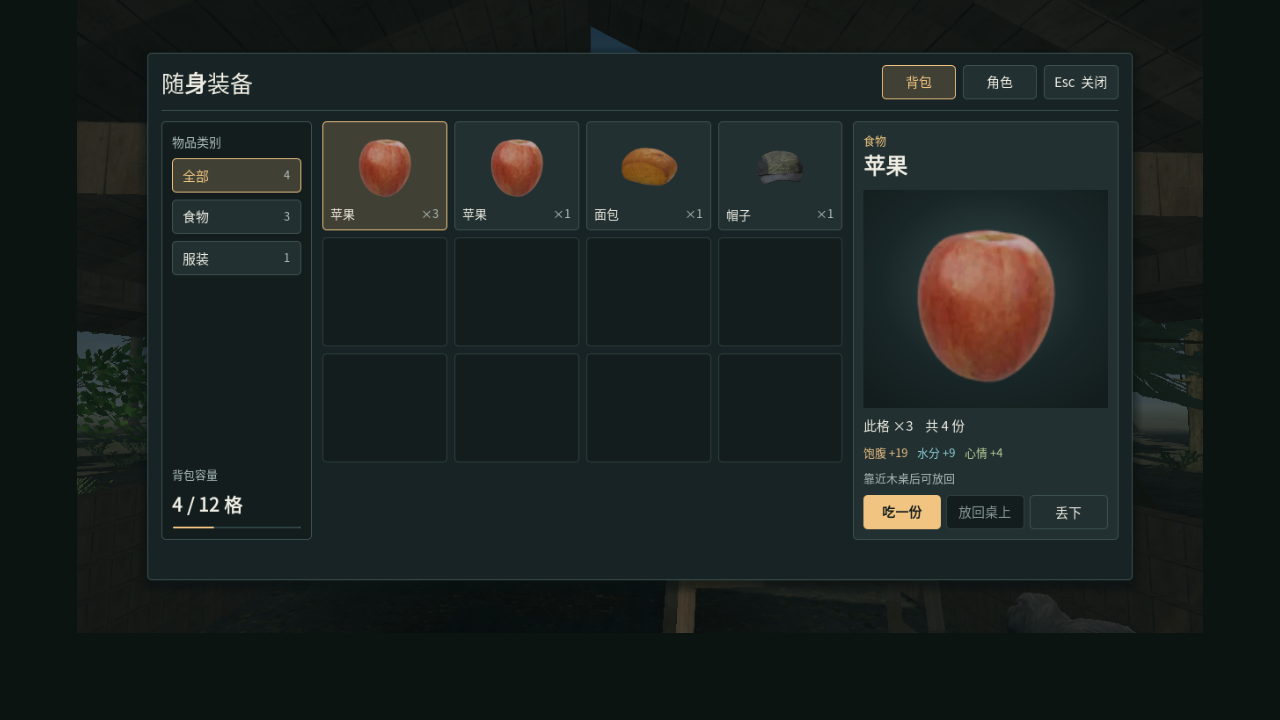 随身装备
背包
角色
Esc 关闭
物品类别
全部 4
食物 3
服装 1
背包容量
4 / 12 格
苹果 ×3
苹果 ×1
面包 ×1
帽子 ×1
食物
苹果
此格 ×3 共 4 份
饱腹 +19 水分 +9 心情 +4
靠近木桌后可放回
吃一份
放回桌上
丢下